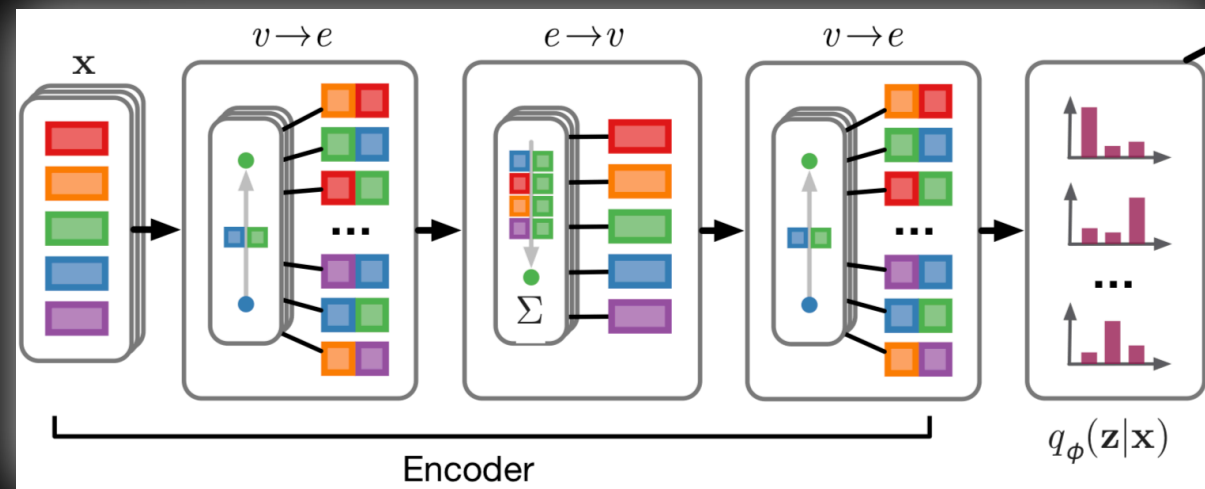 v→e
e→v
v→e
x
...
...
...
Σ
Encoder
qϕ(z|x)